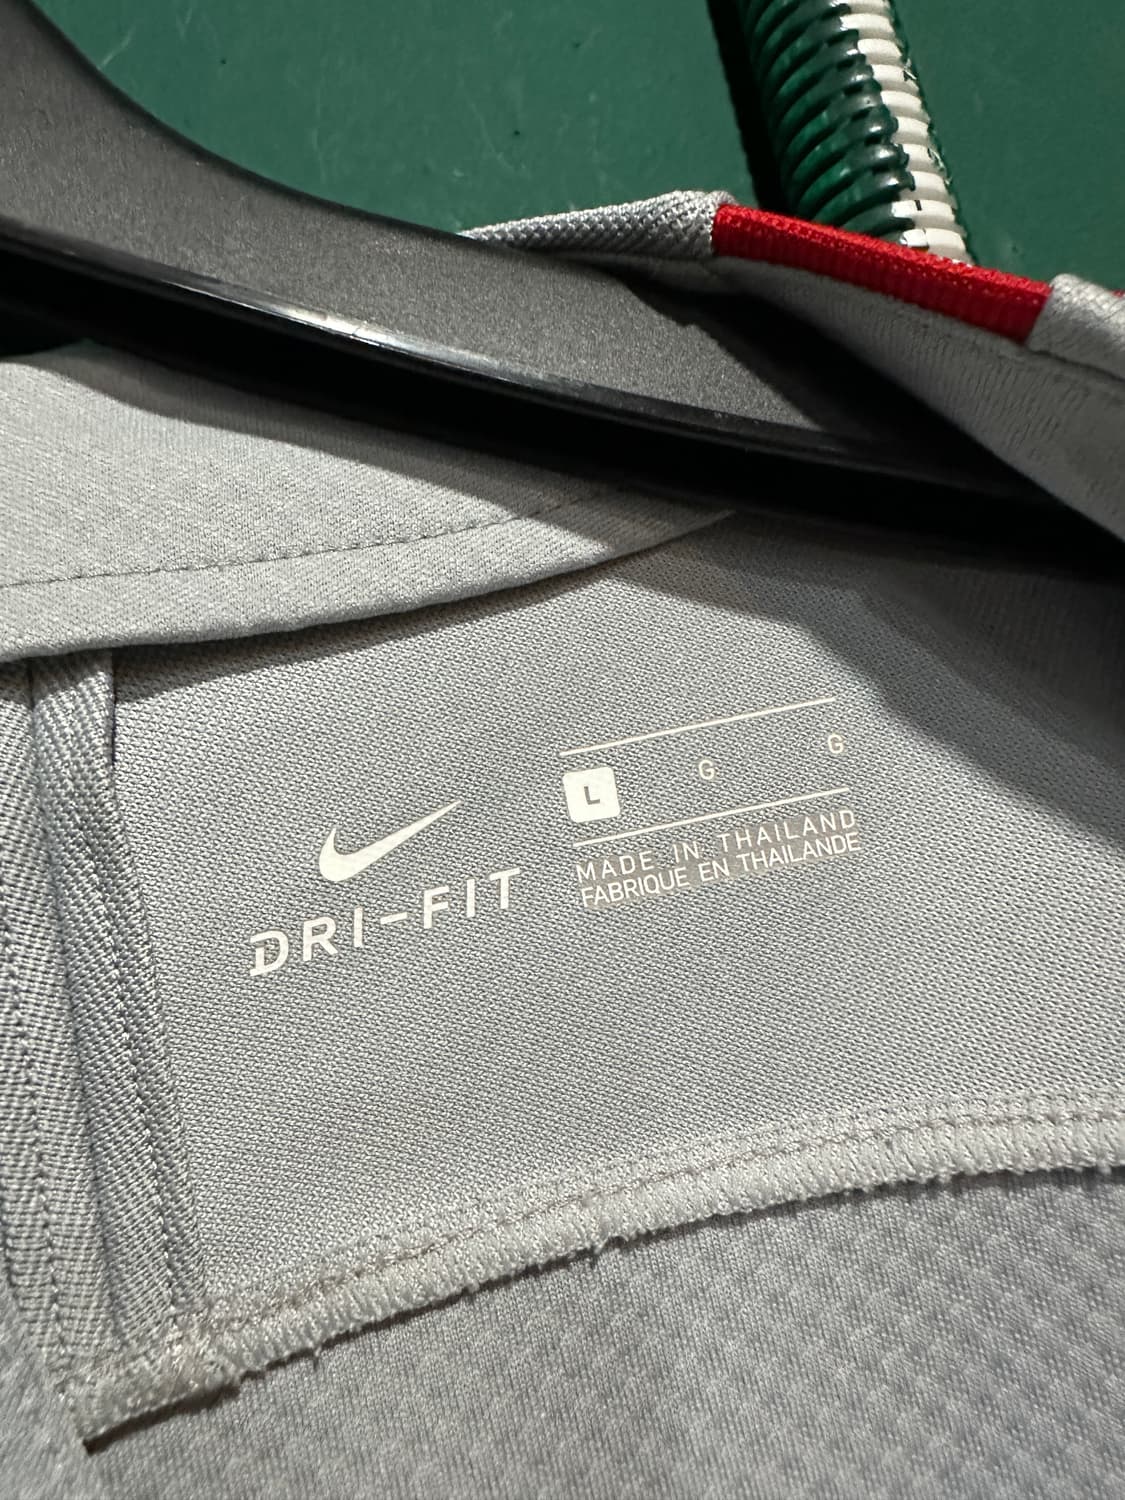 DRI-FIT
L G G
MADE IN THAILAND
FABRIQUE EN THAILANDE